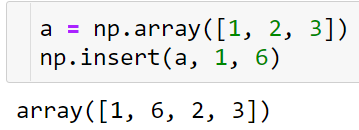 a = np.array([1, 2, 3])
np.insert(a, 1, 6)
array([1, 6, 2, 3])